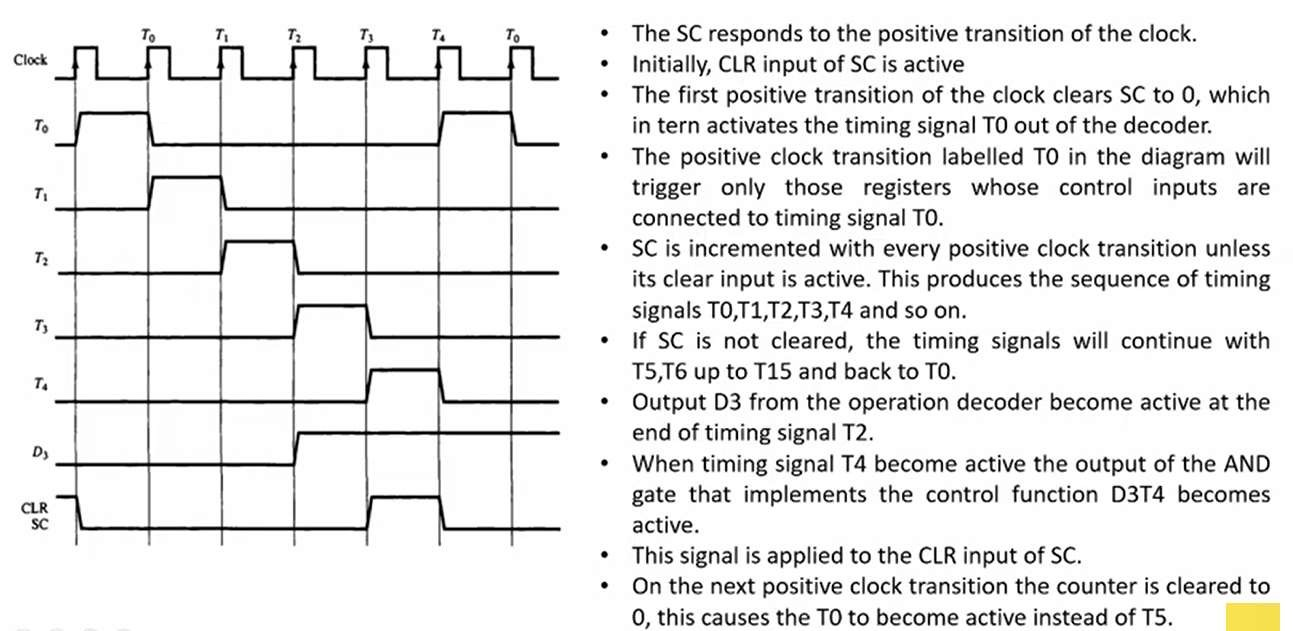 T0 T1 T2 T3 T4 T0
Clock
T0
T1
T2
T3
T4
D3
CLR
SC
• The SC responds to the positive transition of the clock.
• Initially, CLR input of SC is active
• The first positive transition of the clock clears SC to 0, which
in tern activates the timing signal T0 out of the decoder.
• The positive clock transition labelled T0 in the diagram will
trigger only those registers whose control inputs are
connected to timing signal T0.
• SC is incremented with every positive clock transition unless
its clear input is active. This produces the sequence of timing
signals T0,T1,T2,T3,T4 and so on.
• If SC is not cleared, the timing signals will continue with
T5,T6 up to T15 and back to T0.
• Output D3 from the operation decoder become active at the
end of timing signal T2.
• When timing signal T4 become active the output of the AND
gate that implements the control function D3T4 becomes
active.
• This signal is applied to the CLR input of SC.
• On the next positive clock transition the counter is cleared to
0, this causes the T0 to become active instead of T5.